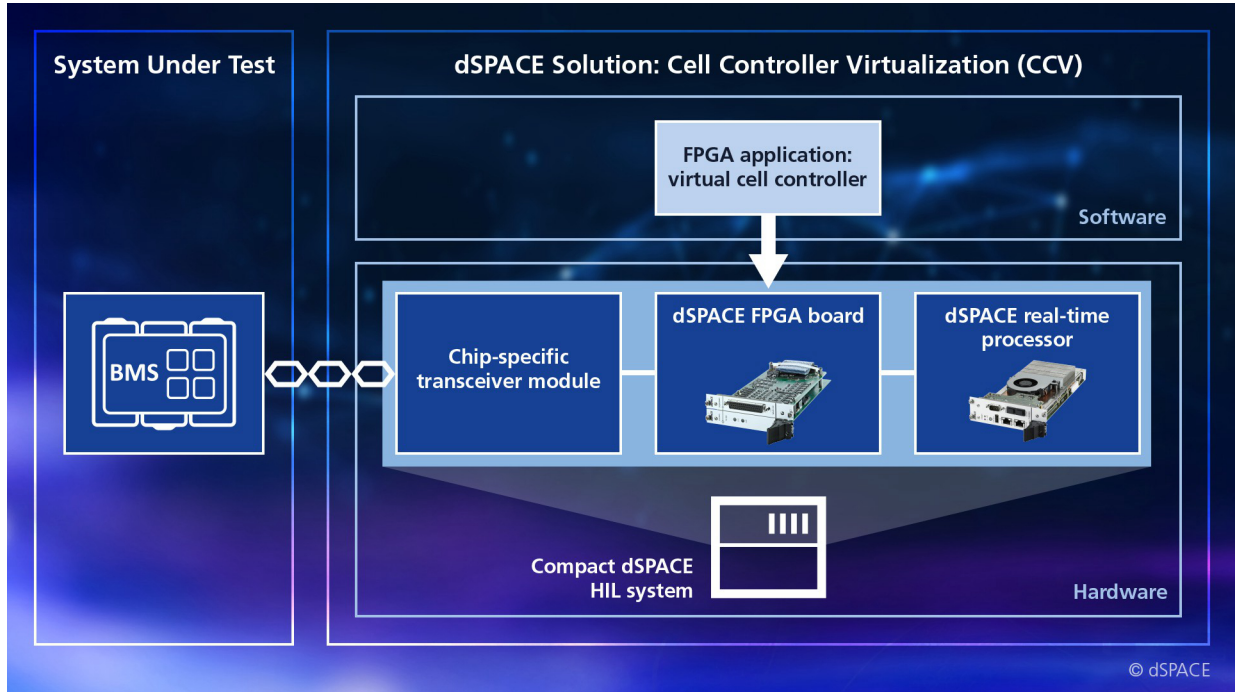 System Under Test
dSPACE Solution: Cell Controller Virtualization (CCV)
FPGA application:
virtual cell controller
Software
BMS
Chip-specific
transceiver module
dSPACE FPGA board
dSPACE real-time
processor
Compact dSPACE
HIL system
Hardware
© dSPACE